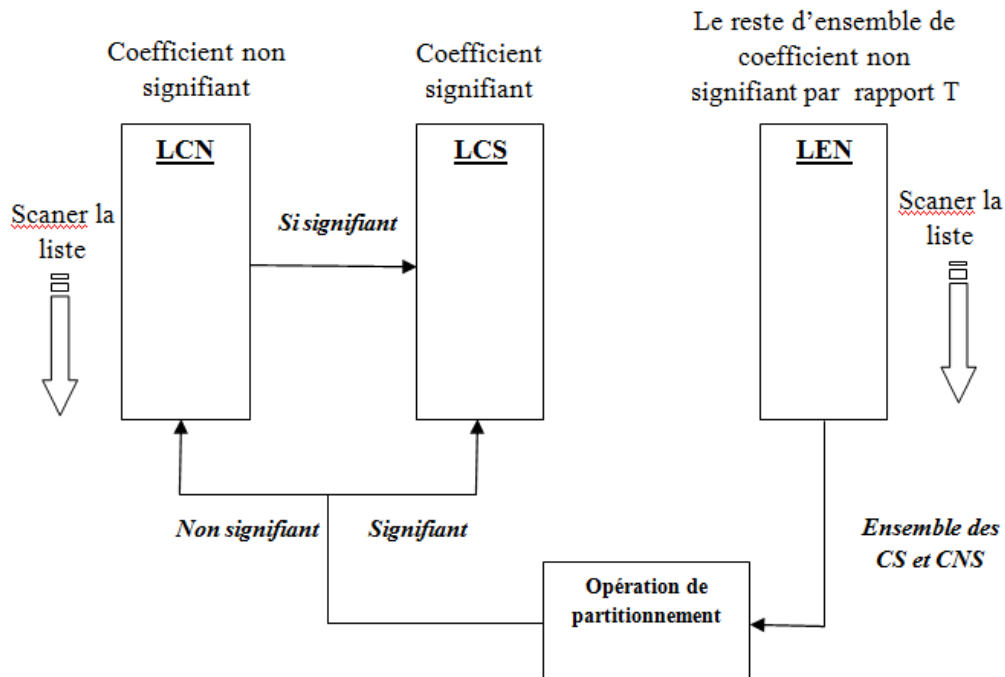 Coefficient non
signifiant
Coefficient
signifiant
Le reste d'ensemble de
coefficient non
signifiant par rapport T
LCN
LCS
LEN
Scaner la
liste
Si signifiant
Scaner la
liste
Non signifiant
Signifiant
Ensemble des
CS et CNS
Opération de
partitionnement